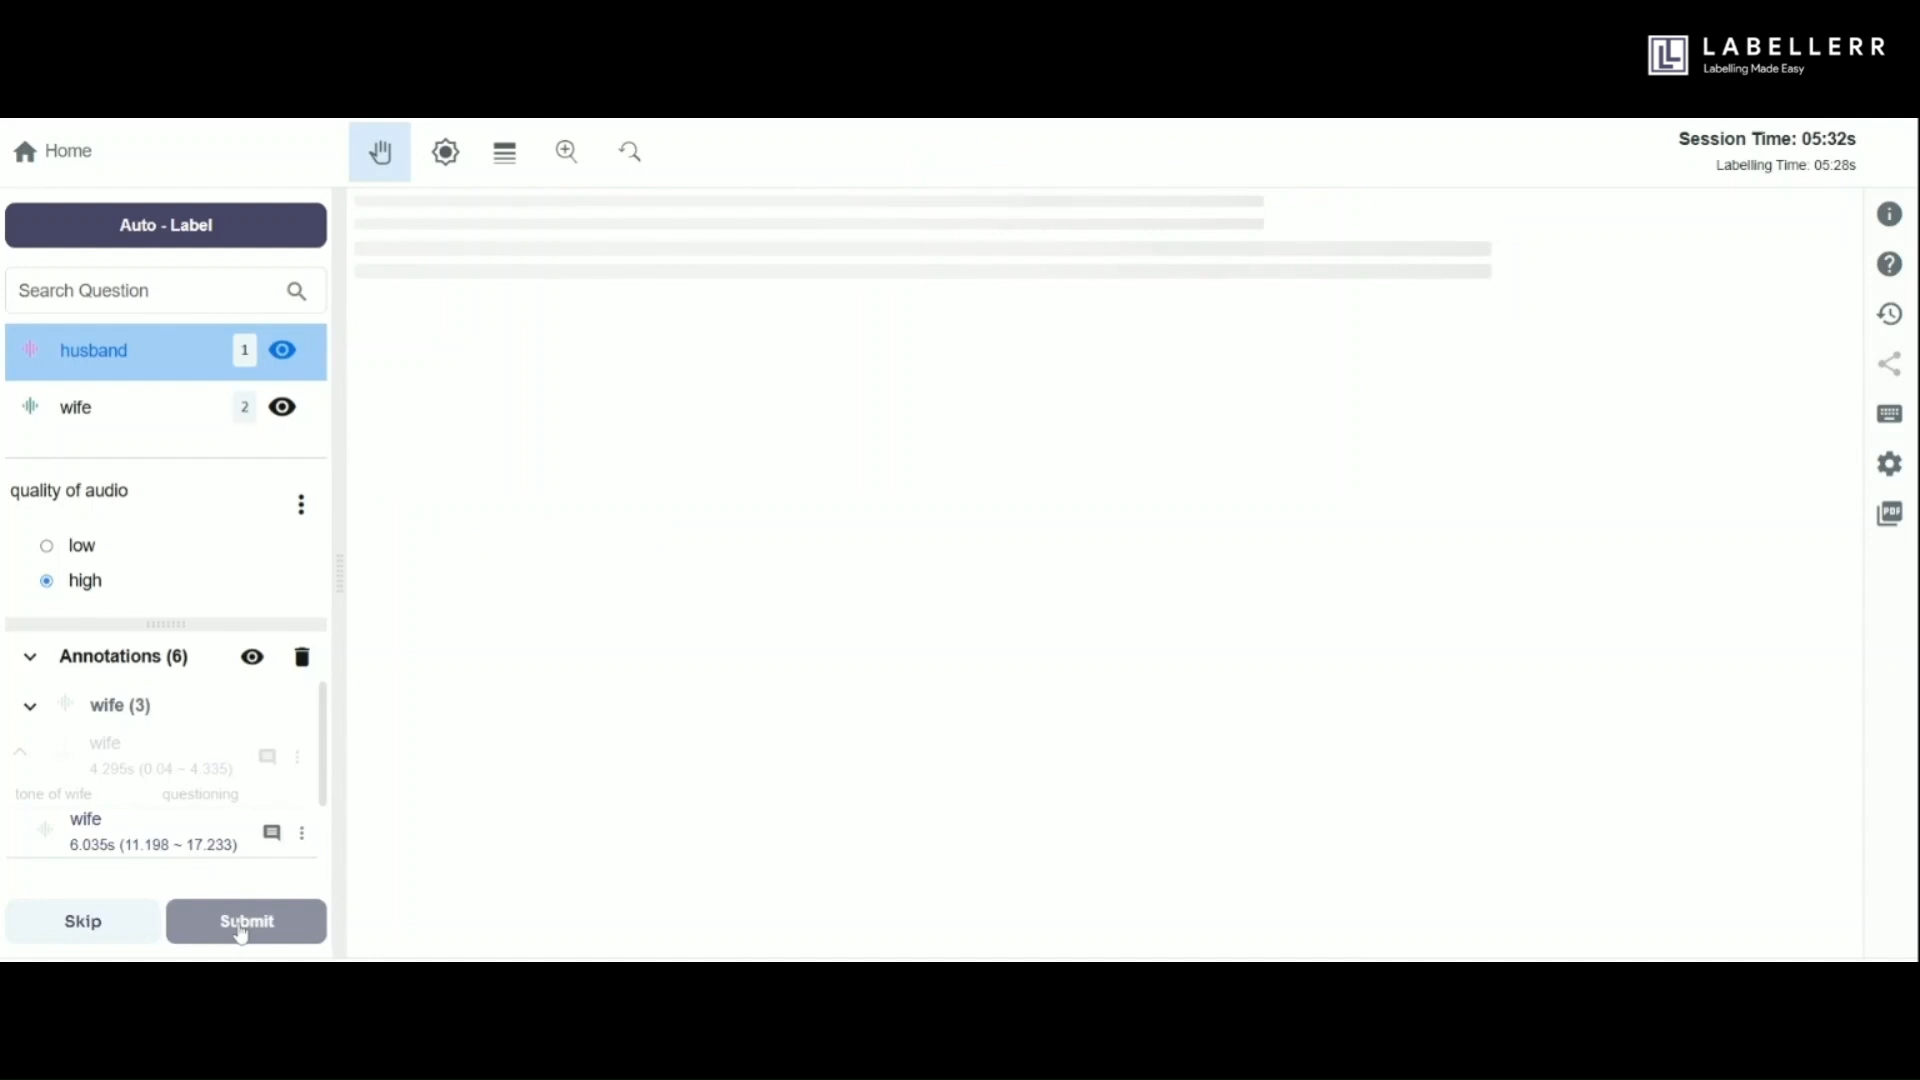 LABELLERR
Labelling Made Easy
Home
Session Time: 05:32s
Labelling Time: 05:28s
Auto - Label
Search Question
husband 1
wife 2
quality of audio
low
high
Annotations (6)
wife (3)
wife
4.295s (0.04 ~ 4.335)
tone of wife questioning
wife
6.035s (11.198 ~ 17.233)
Skip Submit
PDF